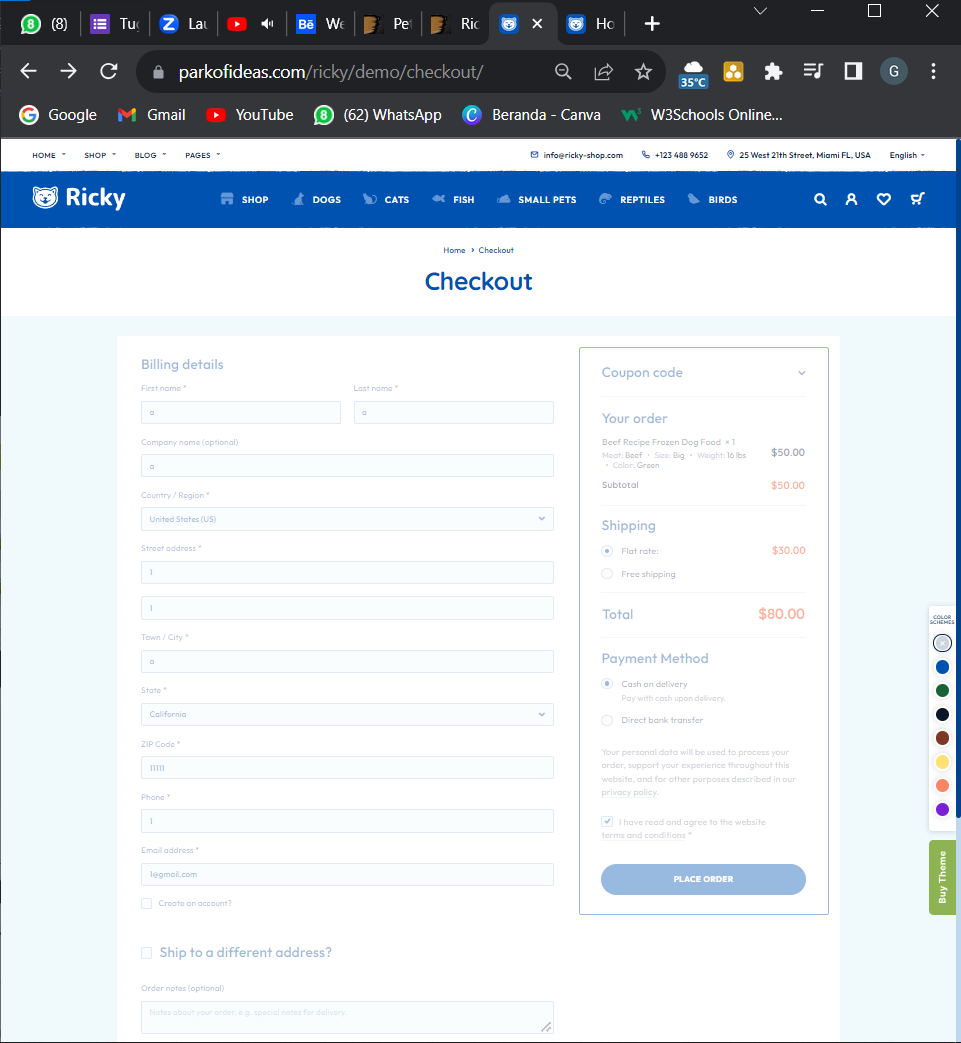 (8) Tu Lau We Pet Ric Ho
parkofideas.com/ricky/demo/checkout/ 35°C G
Google Gmail YouTube (62) WhatsApp Beranda - Canva W3Schools Online...
HOME SHOP BLOG PAGES info@ricky-shop.com +123 488 9652 25 West 21th Street, Miami FL, USA English
Ricky SHOP DOGS CATS FISH SMALL PETS REPTILES BIRDS
Home › Checkout
Checkout
Billing details
First name * Last name *
a a
Company name (optional)
a
Country / Region *
United States (US)
Street address *
1
1
Town / City *
a
State *
California
ZIP Code *
11111
Phone *
1
Email address *
1@gmail.com
Create an account?
Ship to a different address?
Order notes (optional)
Notes about your order, e.g. special notes for delivery.
Coupon code
Your order
Beef Recipe Frozen Dog Food × 1
$50.00
Meat: Beef · Size: Big · Weight: 16 lbs
· Color: Green
Subtotal $50.00
Shipping
Flat rate: $30.00
Free shipping
Total $80.00
Payment Method
Cash on delivery
Pay with cash upon delivery.
Direct bank transfer
Your personal data will be used to process your
order, support your experience throughout this
website, and for other purposes described in our
privacy policy.
I have read and agree to the website
terms and conditions *
PLACE ORDER
COLOR
SCHEMES
Buy Theme